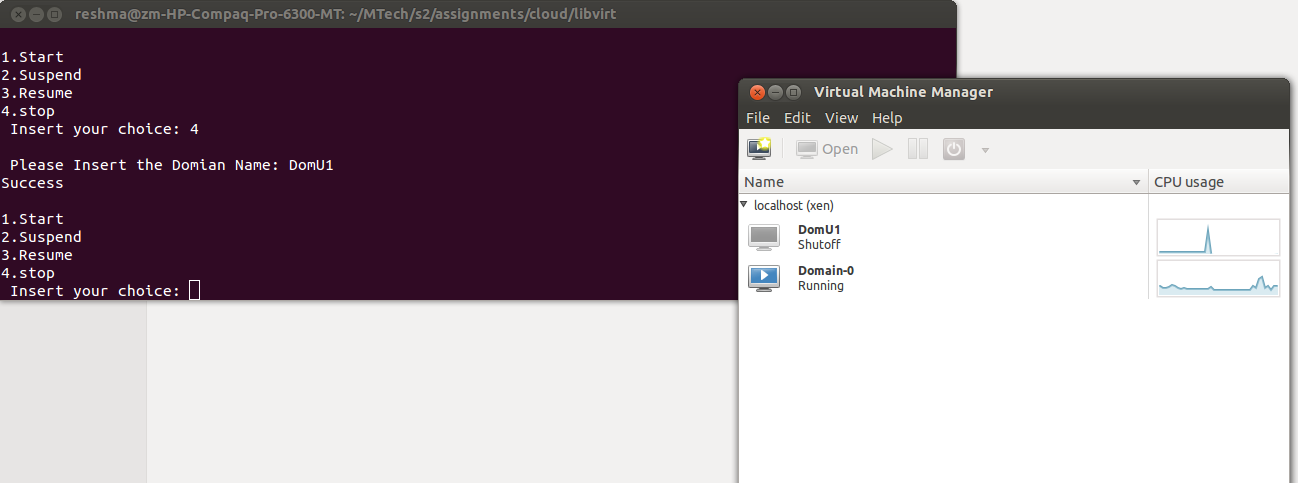 reshma@zm-HP-Compaq-Pro-6300-MT: ~/MTech/s2/assignments/cloud/libvirt
1.Start
2.Suspend
3.Resume
4.stop
Insert your choice: 4
Please Insert the Domian Name: DomU1
Success
1.Start
2.Suspend
3.Resume
4.stop
Insert your choice:
Virtual Machine Manager
File Edit View Help
Open
Name CPU usage
localhost (xen)
DomU1
Shutoff
Domain-0
Running